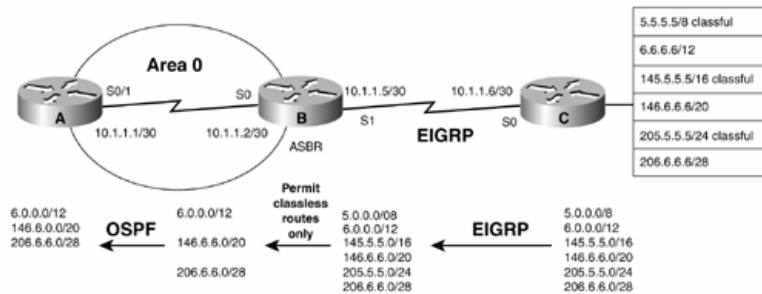 Area 0
S0/1
S0
A
B
C
10.1.1.1/30
10.1.1.2/30
ASBR
10.1.1.5/30
10.1.1.6/30
S1
S0
EIGRP
5.5.5.5/8 classful
6.6.6.6/12
145.5.5.5/16 classful
146.6.6.6/20
205.5.5.5/24 classful
206.6.6.6/28
6.0.0.0/12
146.6.0.0/20
206.6.6.0/28
OSPF
6.0.0.0/12
146.6.6.0/20
206.6.6.0/28
Permit
classless
routes
only
5.0.0.0/08
6.0.0.0/12
145.5.5.0/16
146.6.6.0/20
205.5.5.0/24
206.6.6.0/28
EIGRP
5.0.0.0/8
6.0.0.0/12
145.5.5.0/16
146.6.6.0/20
205.5.5.0/24
206.6.6.0/28